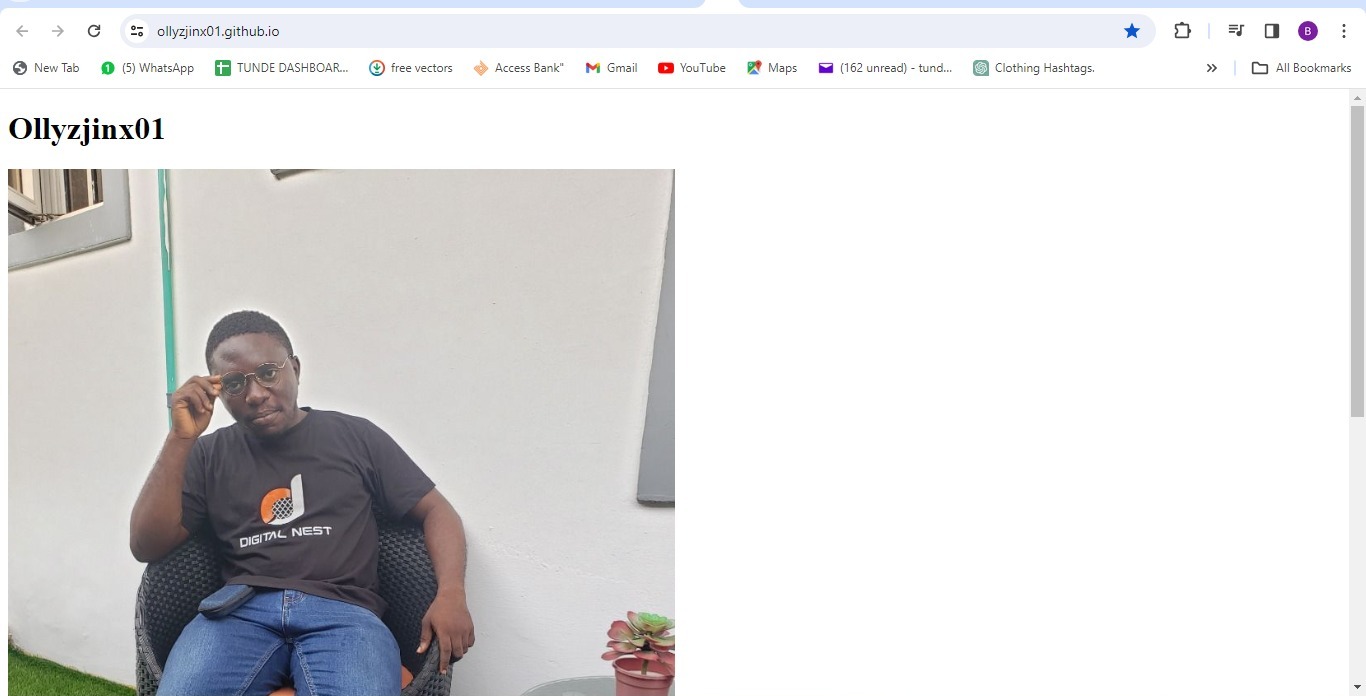 ollyzjinx01.github.io
B
New Tab
(5) WhatsApp
TUNDE DASHBOAR...
free vectors
Access Bank"
Gmail
YouTube
Maps
(162 unread) - tund...
Clothing Hashtags.
»
All Bookmarks
Ollyzjinx01
DIGITAL NEST